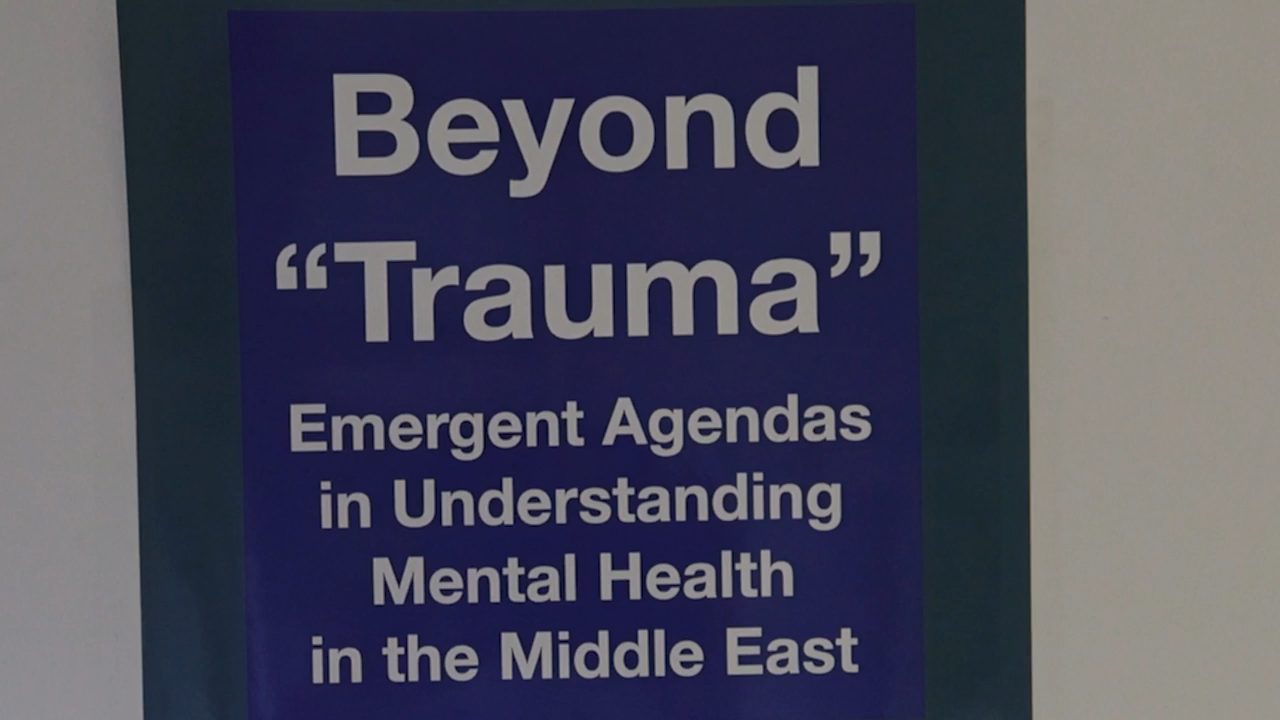 Beyond
“Trauma”
Emergent Agendas
in Understanding
Mental Health
in the Middle East